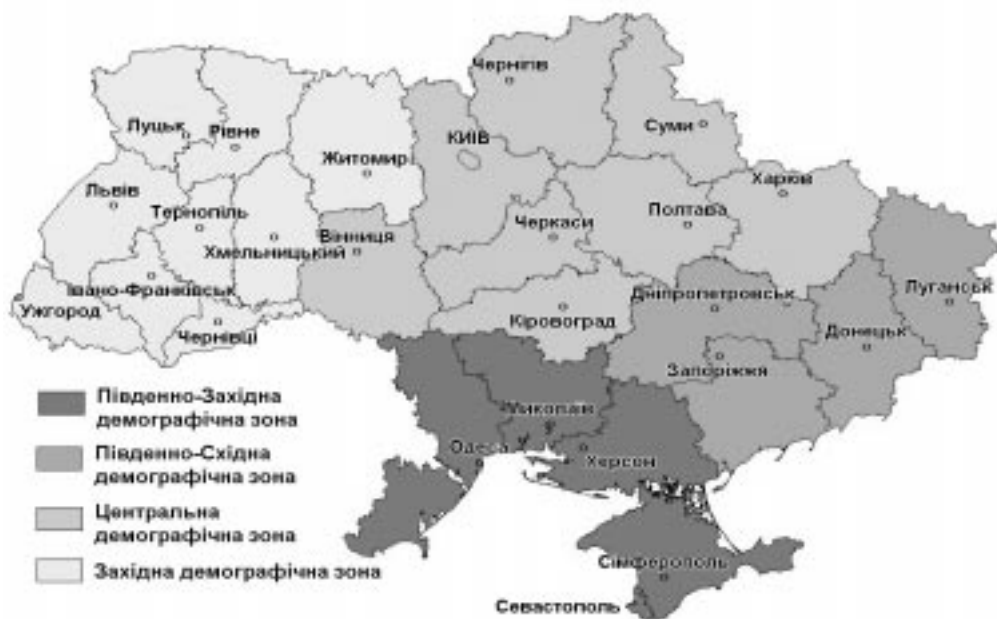 Чернігів
Луцьк
Рівне
КИЇВ
Суми
Житомир
Львів
Харків
Тернопіль
Черкаси
Полтава
Вінниця
Хмельницький
Івано-Франківськ
Дніпропетровськ
Луганськ
Ужгород
Кіровоград
Донецьк
Чернівці
Запоріжжя
Південно-Західна
демографічна зона
Миколаїв
Південно-Східна
демографічна зона
Одеса
Херсон
Центральна
демографічна зона
Західна демографічна зона
Сімферополь
Севастополь